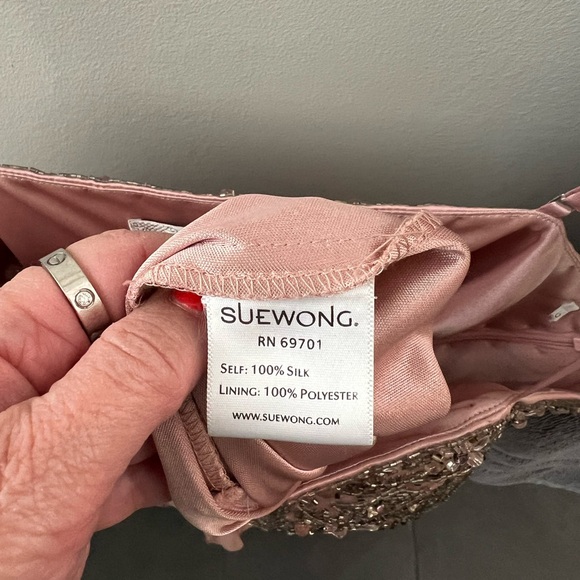 SUEWONG.
RN 69701
SELF: 100% SILK
LINING: 100% POLYESTER
WWW.SUEWONG.COM